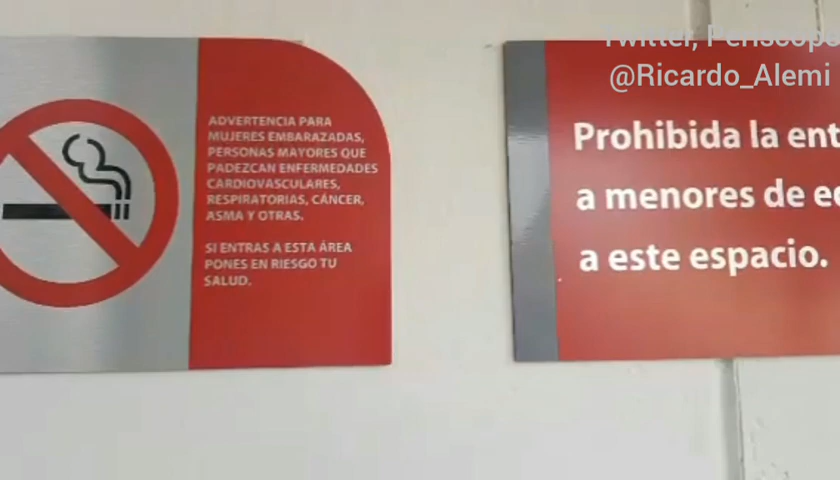 ADVERTENCIA PARA
MUJERES EMBARAZADAS,
PERSONAS MAYORES QUE
PADEZCAN ENFERMEDADES
CARDIOVASCULARES,
RESPIRATORIAS, CÁNCER,
ASMA Y OTRAS.
SI ENTRAS A ESTA ÁREA
PONES EN RIESGO TU
SALUD.
Twitter, Periscope
@Ricardo_Alemi
Prohibida la ent
a menores de e
a este espacio.